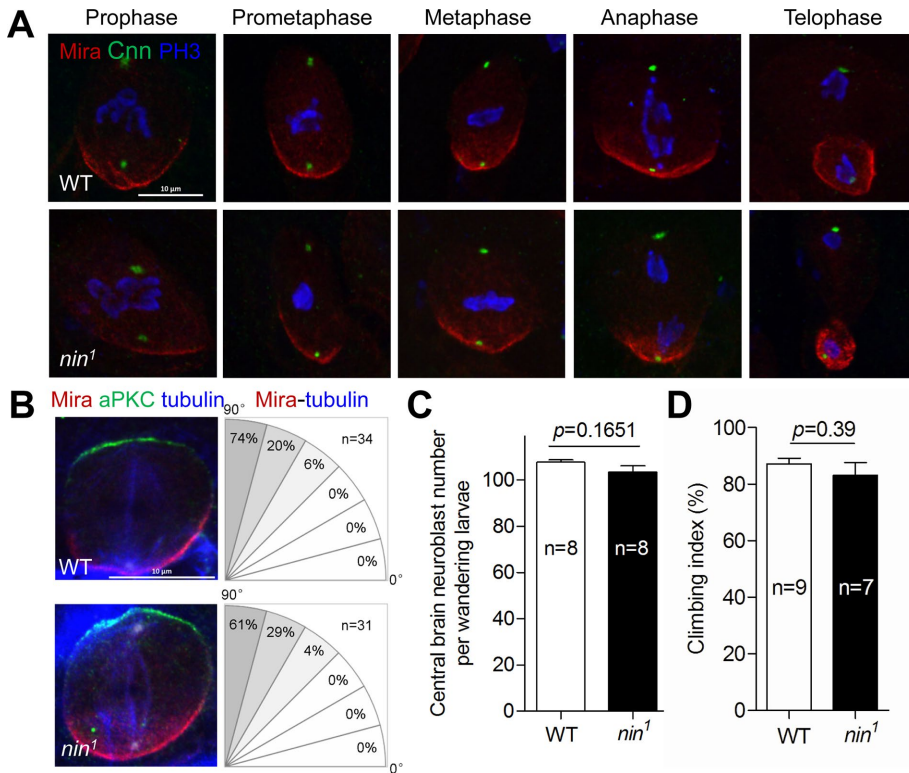 A
Prophase Prometaphase Metaphase Anaphase Telophase
Mira Cnn PH3
WT
10 µm
nin¹
B
Mira aPKC tubulin Mira-tubulin
90°
74% 20% 6% 0% 0% 0%
n=34
0°
WT
10 µm
90°
61% 29% 4% 0% 0% 0%
n=31
0°
nin¹
C
p=0.1651
Central brain neuroblast number
per wandering larvae
100
80
60
40
20
0
n=8 n=8
WT nin¹
D
p=0.39
Climbing index (%)
100
80
60
40
20
0
n=9 n=7
WT nin¹